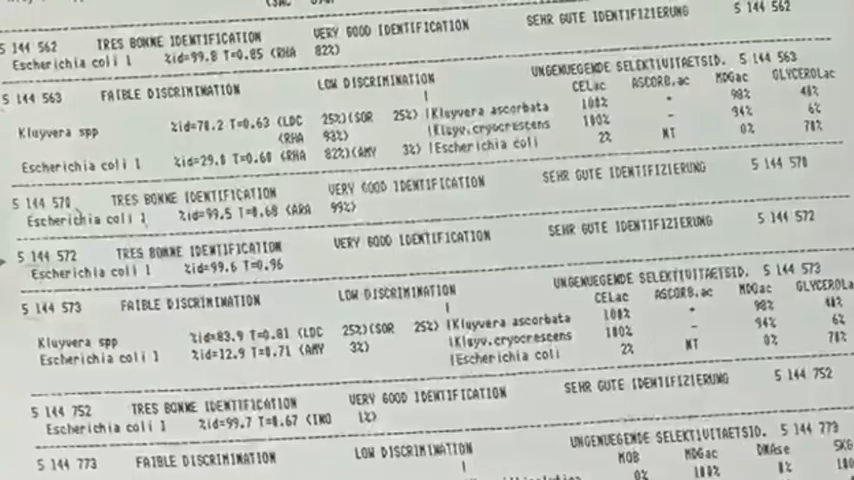 5 144 562 TRES BONNE IDENTIFICATION VERY GOOD IDENTIFICATION SEHR GUTE IDENTIFIZIERUNG 5 144 562
Escherichia coli 1 %id=99.8 T=0.85 (RHA 82%)
5 144 563 FAIBLE DISCRIMINATION LOW DISCRIMINATION UNGENUEGENDE SELEKTIVITAETSID. 5 144 563
| CELac ASCORB.ac MDGac GLYCEROLac
Kluyvera spp %id=70.2 T=0.63 (LDC 25%)(SOR 25%) |Kluyvera ascorbata 100% + 98% 40%
(RHA 93%) |Kluyv.cryocrescens 100% - 94% 6%
Escherichia coli 1 %id=29.0 T=0.60 (RHA 82%)(AMY 3%) |Escherichia coli 2% NT 0% 70%
5 144 570 TRES BONNE IDENTIFICATION VERY GOOD IDENTIFICATION SEHR GUTE IDENTIFIZIERUNG 5 144 570
Escherichia coli 1 %id=99.5 T=0.68 (ARA 99%)
5 144 572 TRES BONNE IDENTIFICATION VERY GOOD IDENTIFICATION SEHR GUTE IDENTIFIZIERUNG 5 144 572
Escherichia coli 1 %id=99.6 T=0.96
5 144 573 FAIBLE DISCRIMINATION LOW DISCRIMINATION UNGENUEGENDE SELEKTIVITAETSID. 5 144 573
| CELac ASCORB.ac MDGac GLYCEROLa
Kluyvera spp %id=83.9 T=0.81 (LDC 25%)(SOR 25%) |Kluyvera ascorbata 100% + 98% 40%
Escherichia coli 1 %id=12.9 T=0.71 (AMY 3%) |Kluyv.cryocrescens 100% - 94% 6%
|Escherichia coli 2% NT 0% 70%
5 144 752 TRES BONNE IDENTIFICATION VERY GOOD IDENTIFICATION SEHR GUTE IDENTIFIZIERUNG 5 144 752
Escherichia coli 1 %id=99.7 T=0.67 (INO 1%)
5 144 773 FAIBLE DISCRIMINATION LOW DISCRIMINATION UNGENUEGENDE SELEKTIVITAETSID. 5 144 773
| MOB MDGac DNAse 5KG
0% 100% 0% 100